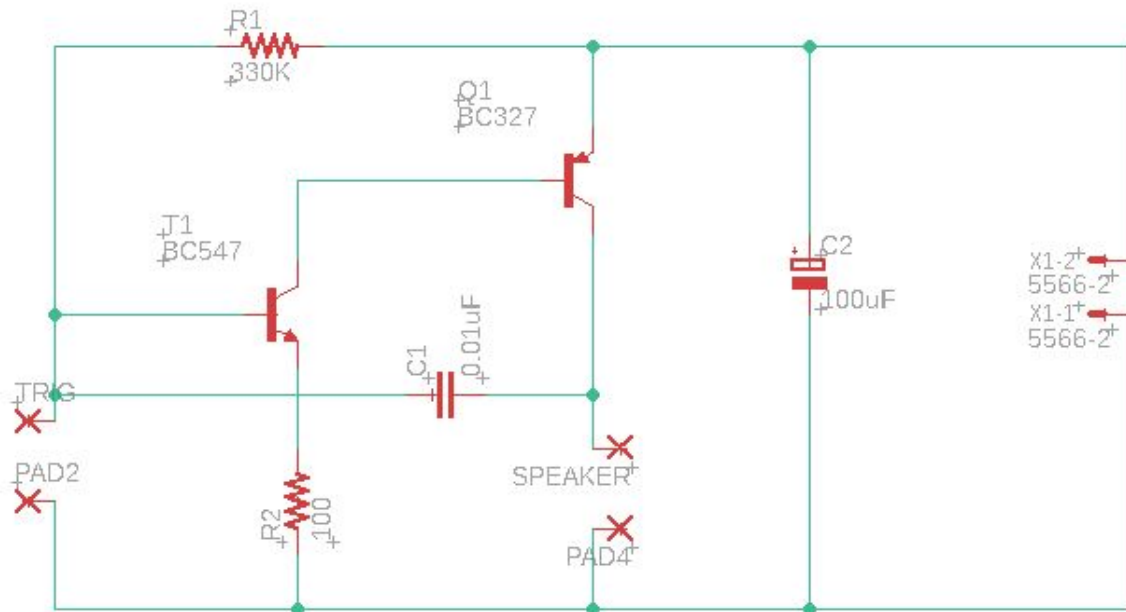 R1
330K
Q1
BC327
J1
BC547
C2
100uF
X1-2
5566-2
X1-1
5566-2
C1
0.01uF
TRIG
PAD2
SPEAKER
R2
100
PAD4